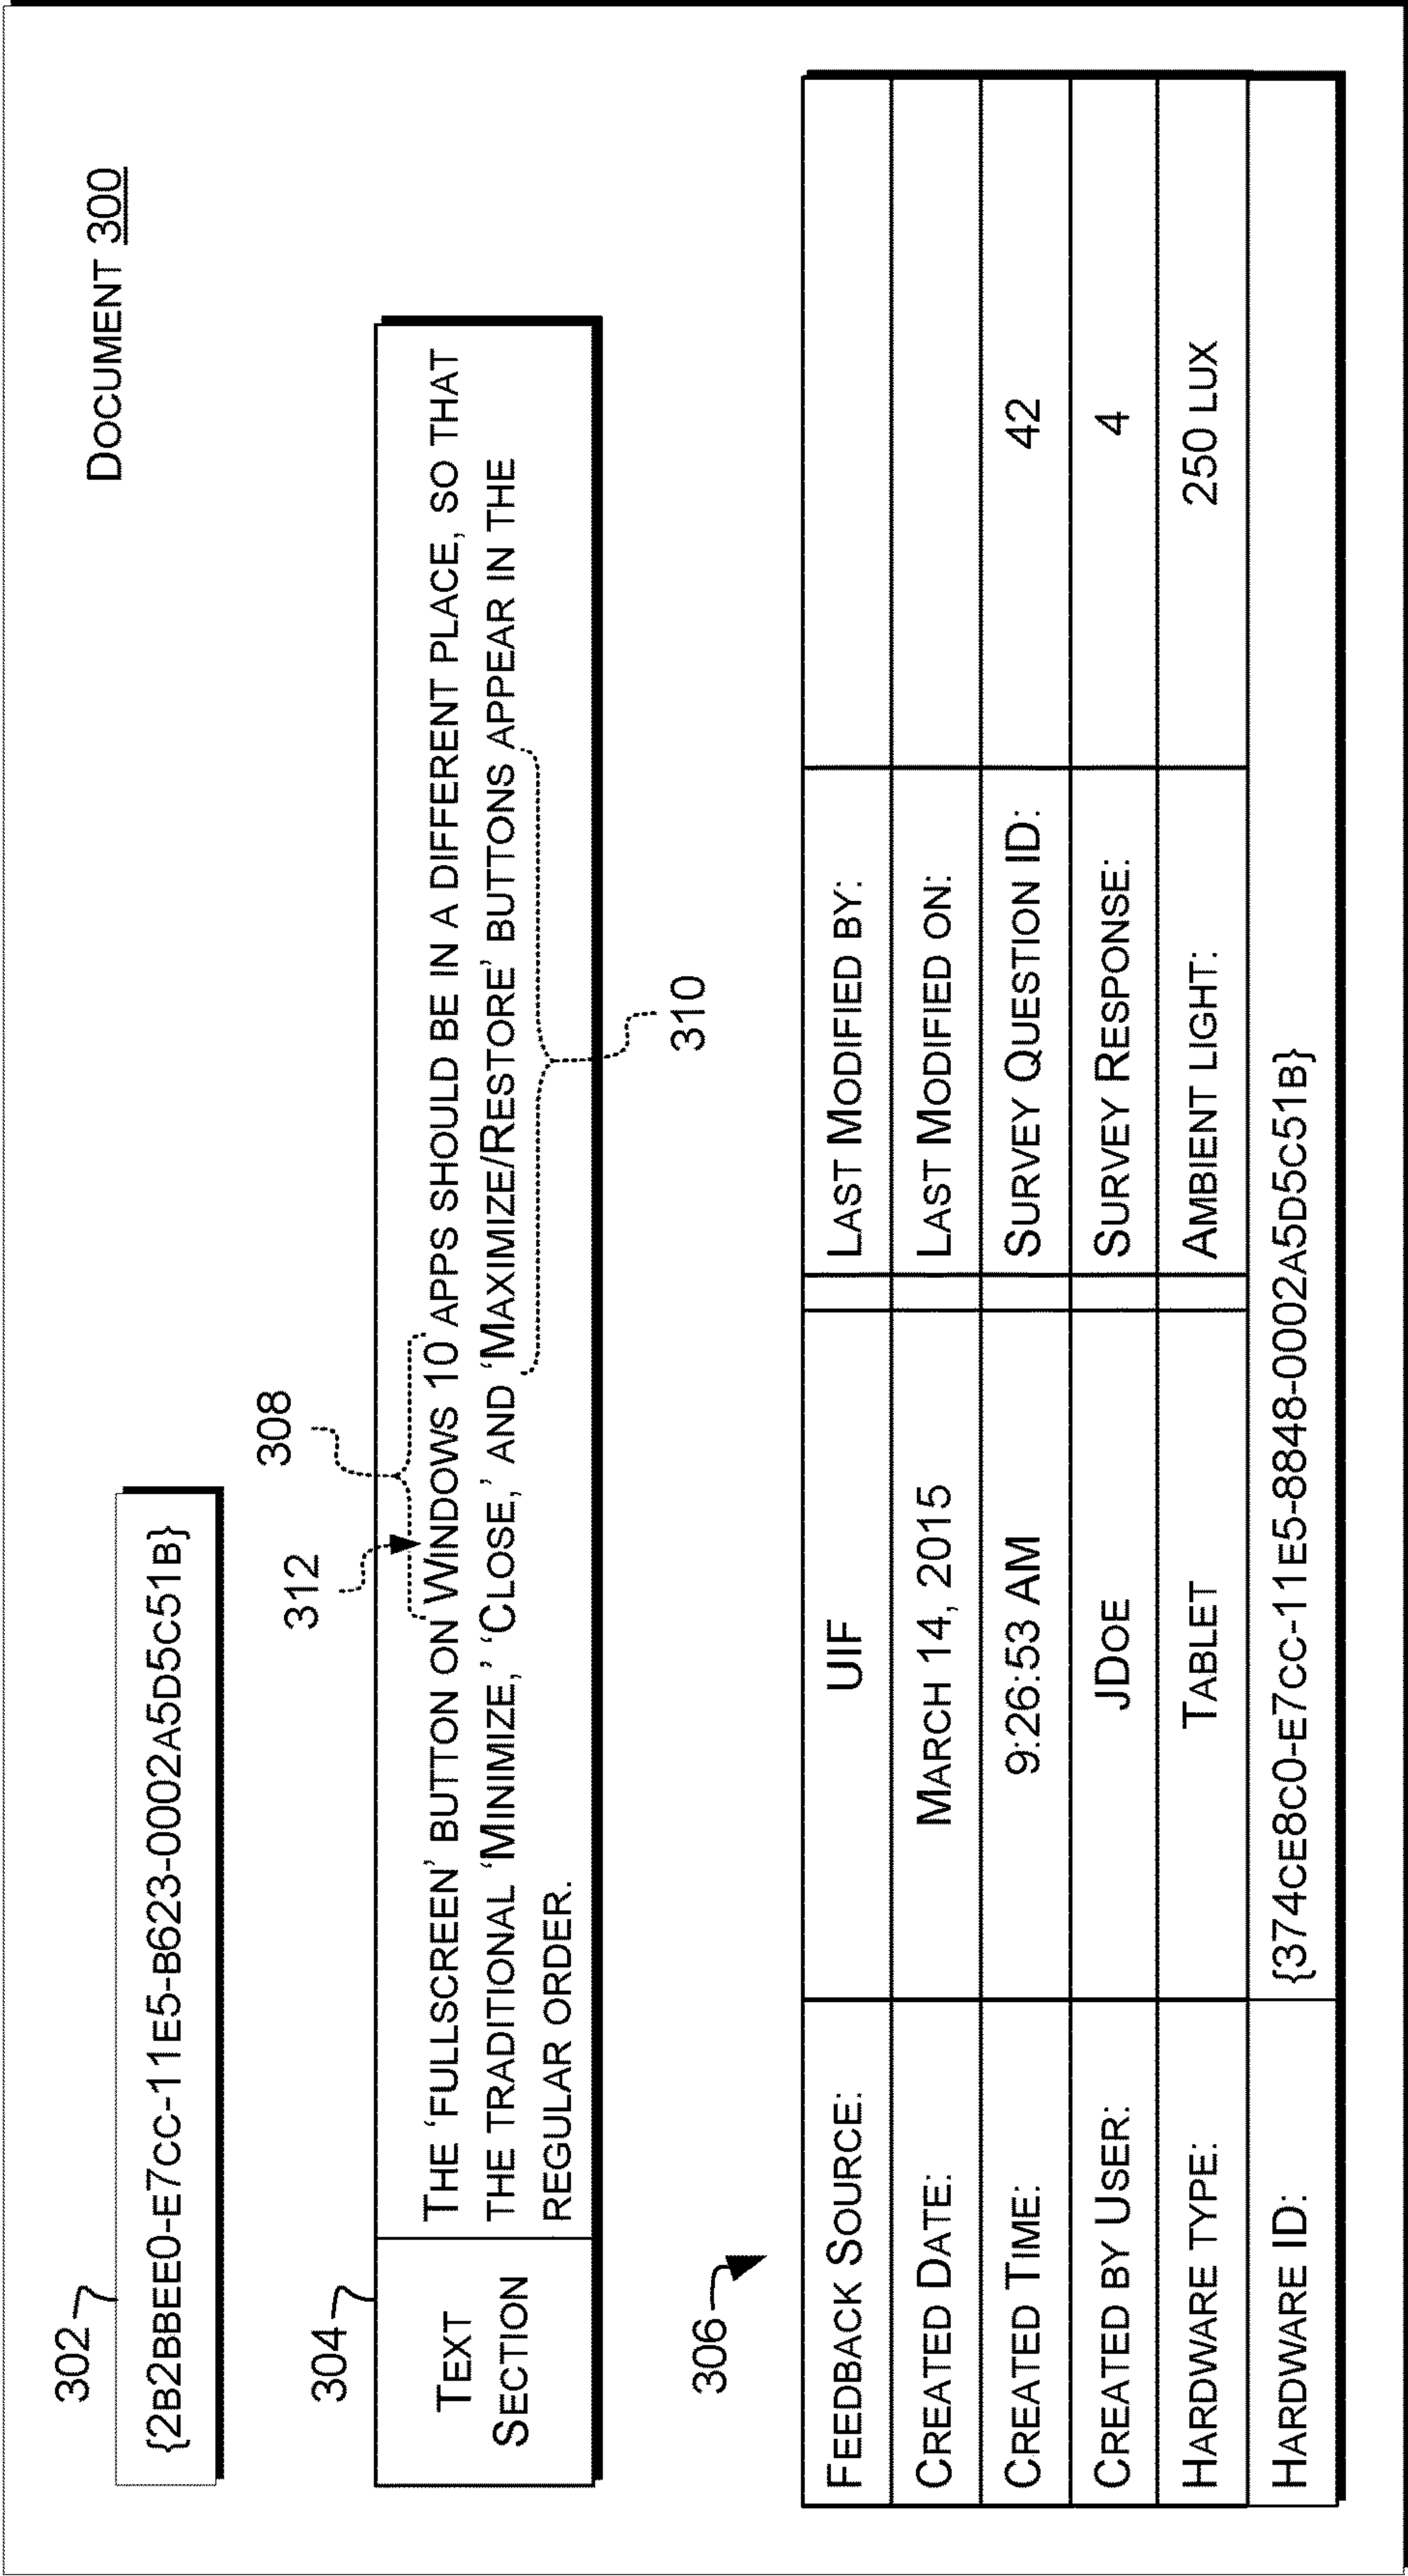 DOCUMENT 300
302
{2B2BBEE0-E7CC-11E5-B623-0002A5D5C51B}
308
312
304
TEXT SECTION
THE ‘FULLSCREEN’ BUTTON ON WINDOWS 10 APPS SHOULD BE IN A DIFFERENT PLACE, SO THAT
THE TRADITIONAL ‘MINIMIZE,’ ‘CLOSE,’ AND ‘MAXIMIZE/RESTORE’ BUTTONS APPEAR IN THE
REGULAR ORDER.
310
306
FEEDBACK SOURCE: UIF LAST MODIFIED BY:
CREATED DATE: MARCH 14, 2015 LAST MODIFIED ON:
CREATED TIME: 9:26:53 AM SURVEY QUESTION ID: 42
CREATED BY USER: JDOE SURVEY RESPONSE: 4
HARDWARE TYPE: TABLET AMBIENT LIGHT: 250 LUX
HARDWARE ID: {374CE8C0-E7CC-11E5-8848-0002A5D5C51B}